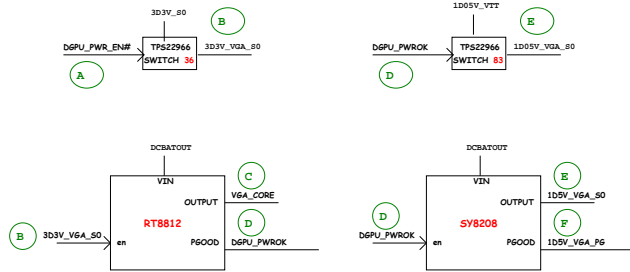 3D3V_S0
B
DGPU_PWR_EN#
TPS22966
SWITCH 36
3D3V_VGA_S0
A
1D05V_VTT
E
DGPU_PWROK
TPS22966
SWITCH 83
1D05V_VGA_S0
D
DCBATOUT
VIN
C
OUTPUT
VGA_CORE
RT8812
D
B
3D3V_VGA_S0
en
PGOOD
DGPU_PWROK
DCBATOUT
VIN
E
OUTPUT
1D5V_VGA_S0
D
SY8208
F
DGPU_PWROK
en
PGOOD
1D5V_VGA_PG